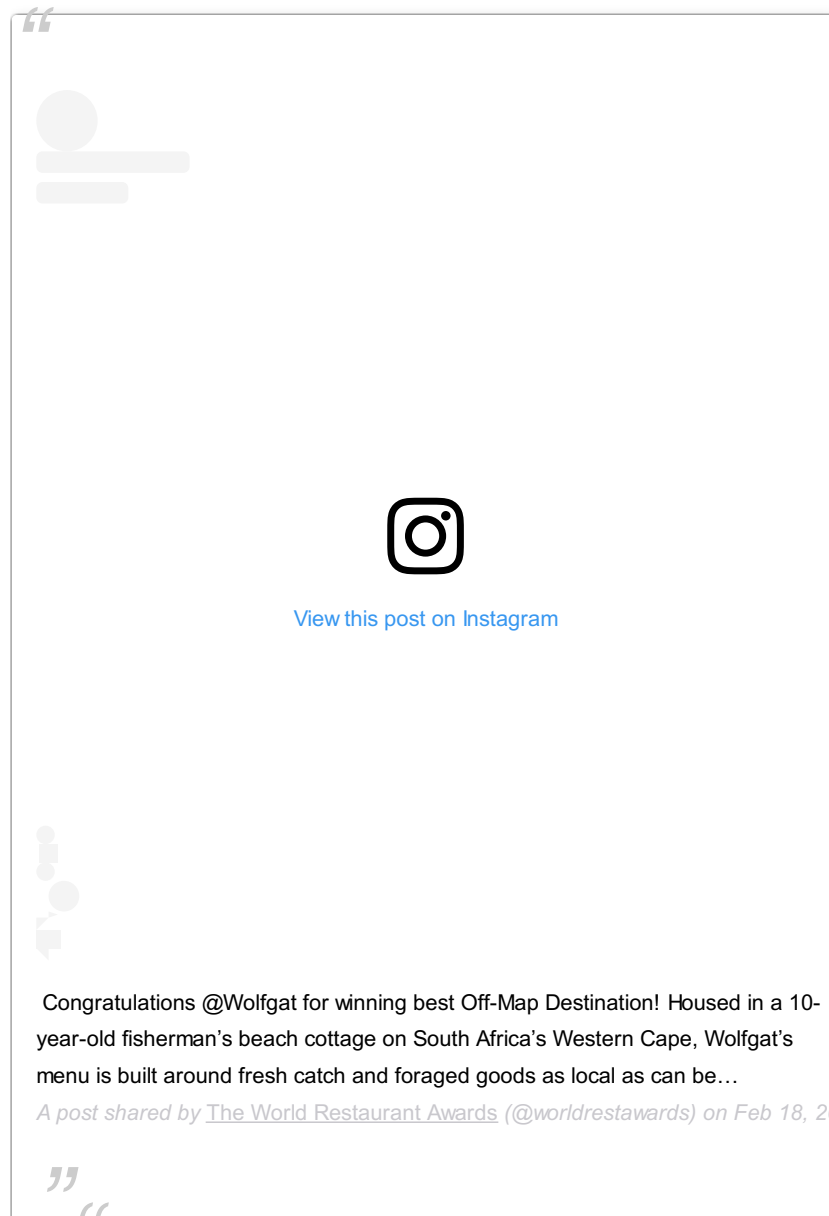 “
View this post on Instagram
Congratulations @Wolfgat for winning best Off-Map Destination! Housed in a 10-
year-old fisherman’s beach cottage on South Africa’s Western Cape, Wolfgat’s
menu is built around fresh catch and foraged goods as local as can be…
A post shared by The World Restaurant Awards (@worldrestawards) on Feb 18,
”
“